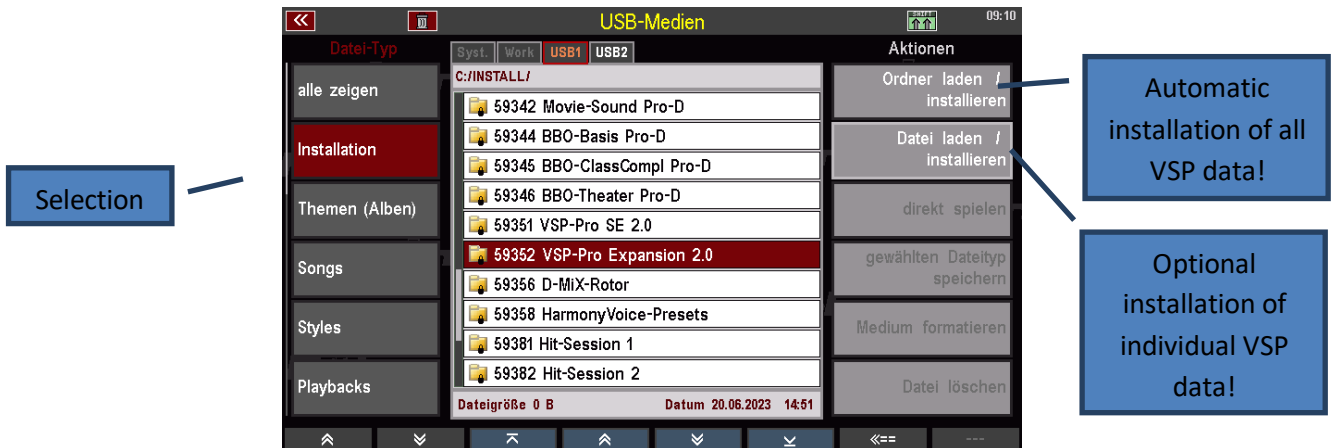 USB-Medien
SHIFT
09:10
Datei-Typ
Syst. Work USB1 USB2
Aktionen
C:/INSTALL/
alle zeigen
Installation
Themen (Alben)
Songs
Styles
Playbacks
59342 Movie-Sound Pro-D
59344 BBO-Basis Pro-D
59345 BBO-ClassCompl Pro-D
59346 BBO-Theater Pro-D
59351 VSP-Pro SE 2.0
59352 VSP-Pro Expansion 2.0
59356 D-MiX-Rotor
59358 HarmonyVoice-Presets
59381 Hit-Session 1
59382 Hit-Session 2
Dateigröße 0 B
Datum 20.06.2023 14:51
Ordner laden /
installieren
Datei laden /
installieren
direkt spielen
gewählten Dateityp
speichern
Medium formatieren
Datei löschen
<<==
---
Selection
Automatic
installation of all
VSP data!
Optional
installation of
individual VSP
data!